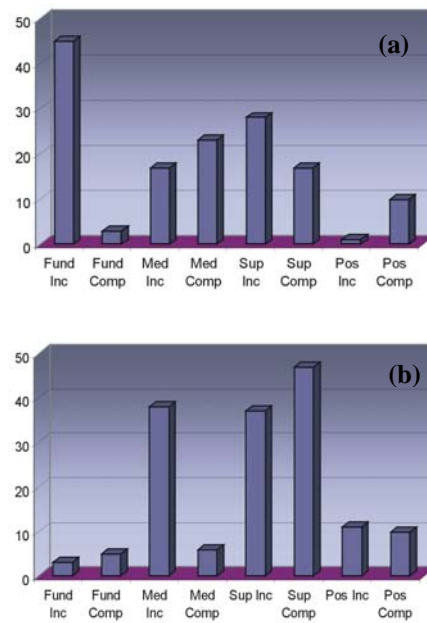 50
(a)
40
30
20
10
0
Fund Inc
Fund Comp
Med Inc
Med Comp
Sup Inc
Sup Comp
Pos Inc
Pos Comp
50
(b)
40
30
20
10
0
Fund Inc
Fund Comp
Med Inc
Med Comp
Sup Inc
Sup Comp
Pos Inc
Pos Comp